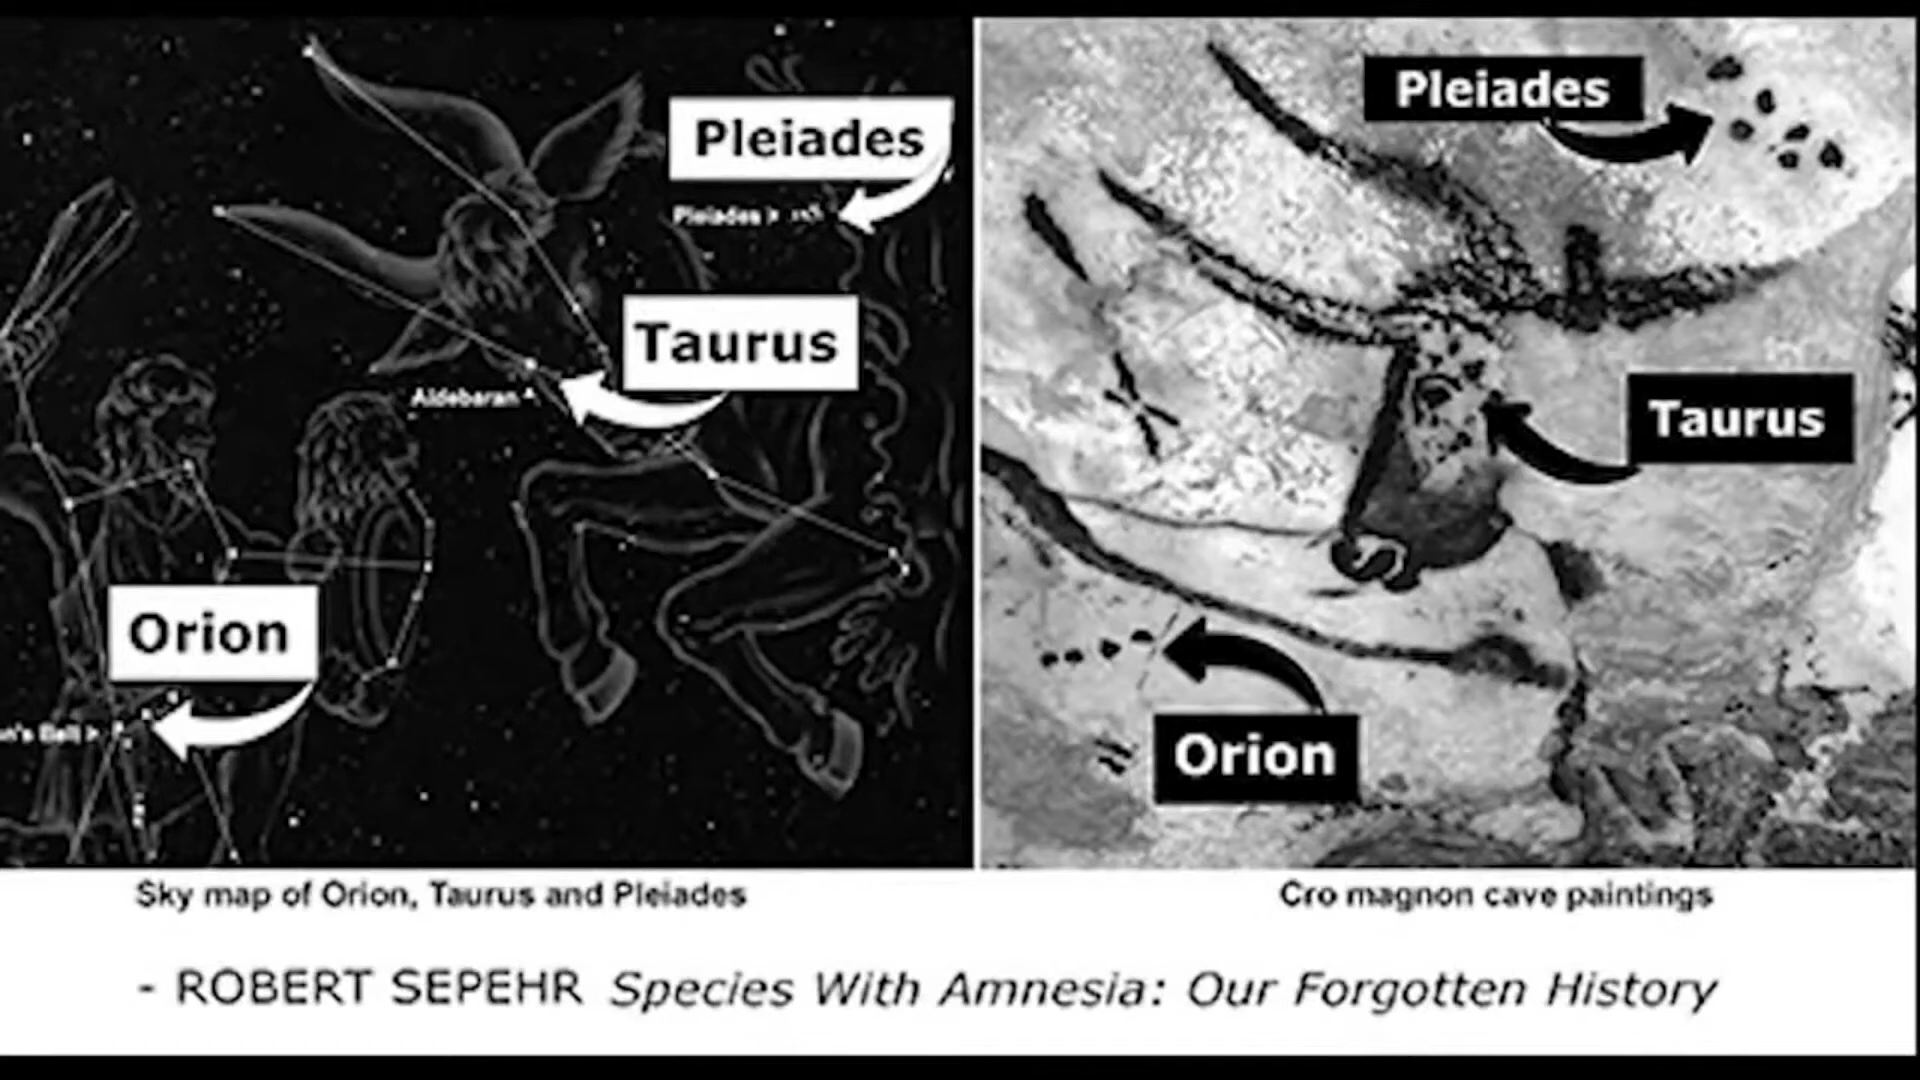 Pleiades
Pleiades
Taurus
Aldebaran
Orion
n's Belt
Pleiades
Taurus
Orion
Sky map of Orion, Taurus and Pleiades
Cro magnon cave paintings
- ROBERT SEPEHR Species With Amnesia: Our Forgotten History